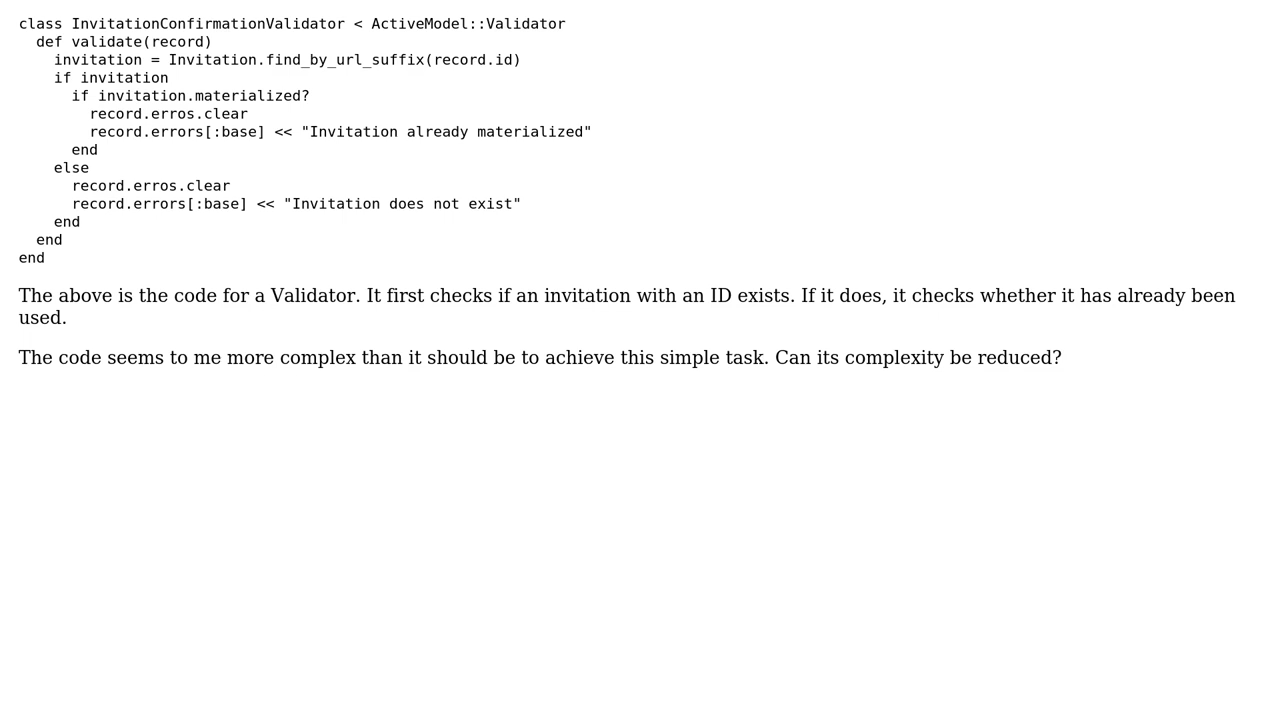 class InvitationConfirmationValidator < ActiveModel::Validator
  def validate(record)
    invitation = Invitation.find_by_url_suffix(record.id)
    if invitation
      if invitation.materialized?
        record.erros.clear
        record.errors[:base] << "Invitation already materialized"
      end
    else
      record.erros.clear
      record.errors[:base] << "Invitation does not exist"
    end
  end
end
The above is the code for a Validator. It first checks if an invitation with an ID exists. If it does, it checks whether it has already been
used.
The code seems to me more complex than it should be to achieve this simple task. Can its complexity be reduced?